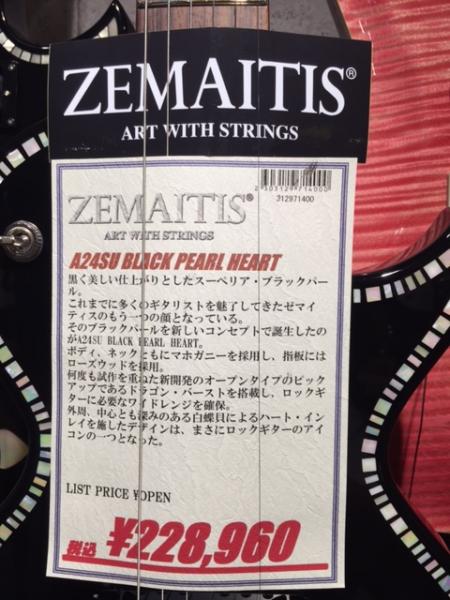 ZEMAITIS®
ART WITH STRINGS
2303129714000
312971400
ZEMAITIS®
ART WITH STRINGS
A24SU BLACK PEARL HEART
黒く美しい仕上がりとしたスーペリア・ブラックパー
ル。
これまでに多くのギタリストを魅了してきたゼマイ
ティスのもう一つの顔となっている。
そのブラックパールを新しいコンセプトで誕生したの
がA24SU BLACK PEARL HEART。
ボディ、ネックともにマホガニーを採用し、指板には
ローズウッドを採用。
何度も試作を重ねた新開発のオープンタイプのピック
アップであるドラゴン・バーストを搭載し、ロックギ
ターに必要なワイドレンジを確保。
外周、中心とも深みのある白蝶貝によるハート・イン
レイを施したデザインは、まさにロックギターのアイ
コンの一つとなった。
LIST PRICE ¥OPEN
税込 ¥228,960